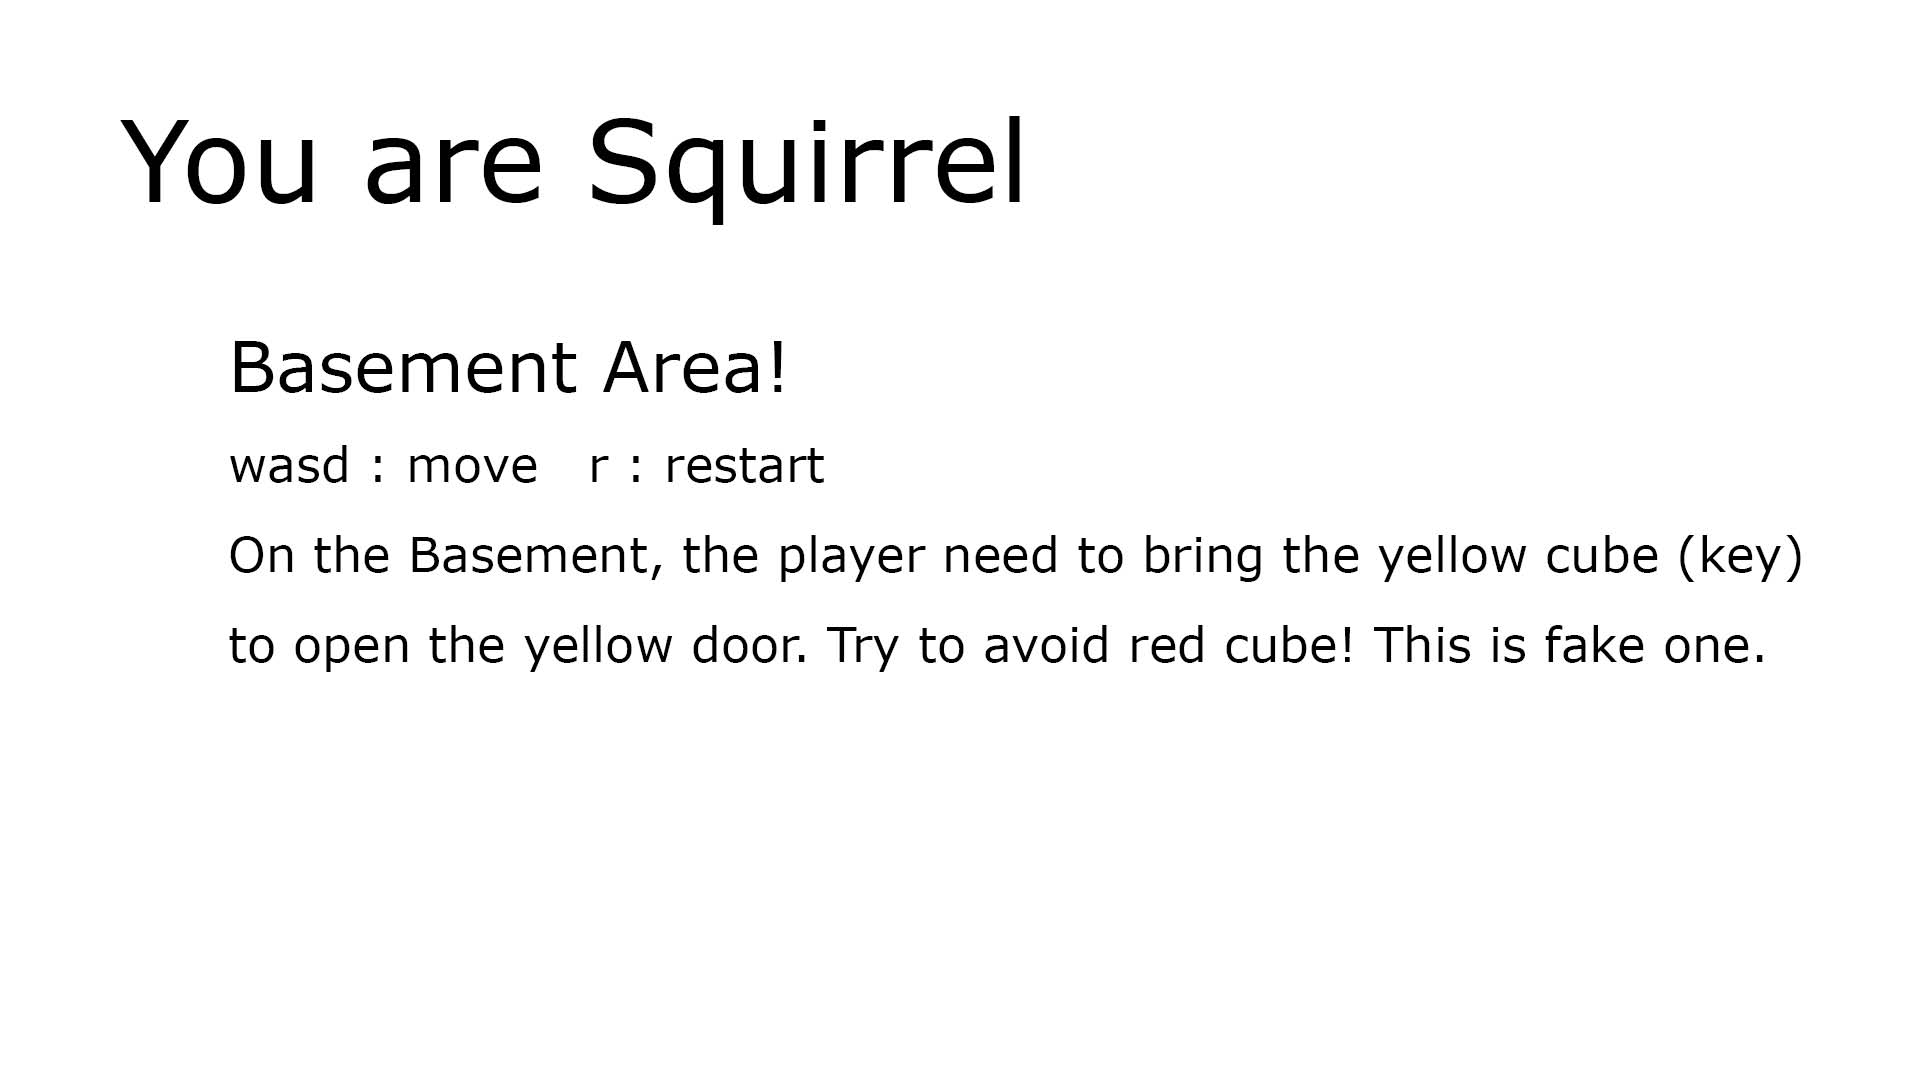 You are Squirrel
Basement Area!
wasd : move   r : restart
On the Basement, the player need to bring the yellow cube (key)
to open the yellow door. Try to avoid red cube! This is fake one.